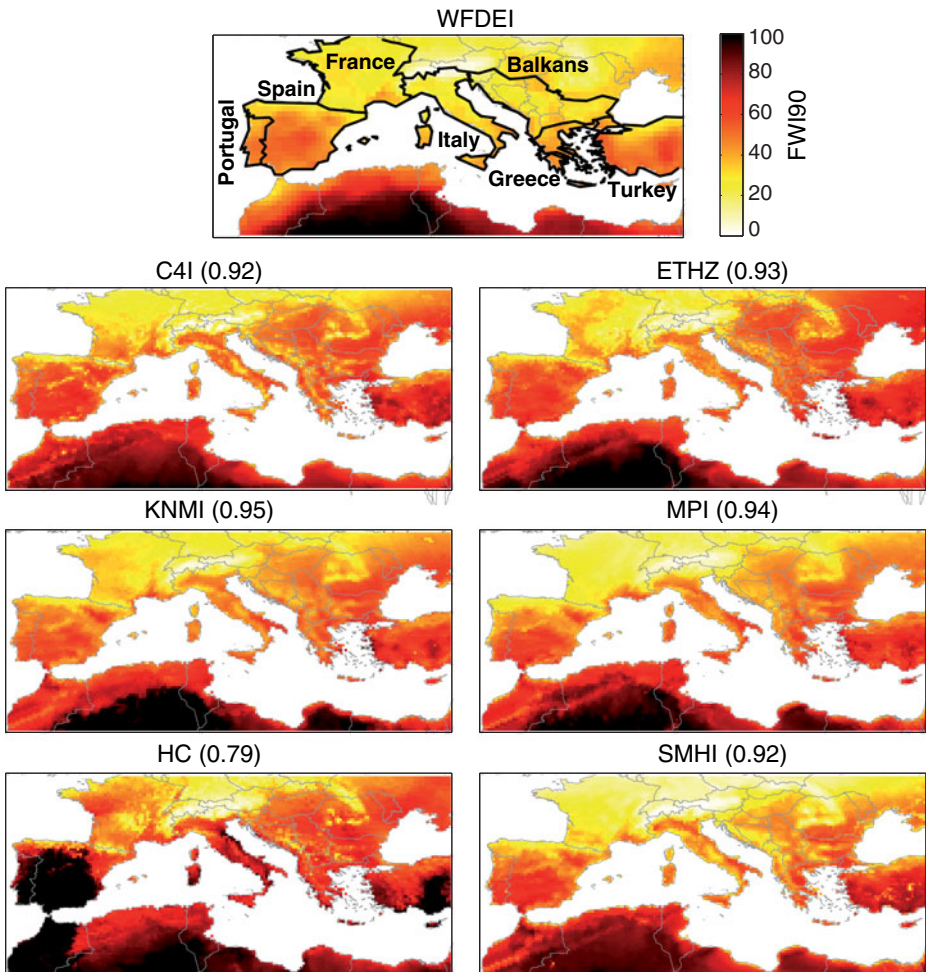 WFDEI
France
Balkans
Spain
Portugal
Italy
Greece
Turkey
100
80
60
40
20
0
FWI90
C4I (0.92)
ETHZ (0.93)
KNMI (0.95)
MPI (0.94)
HC (0.79)
SMHI (0.92)